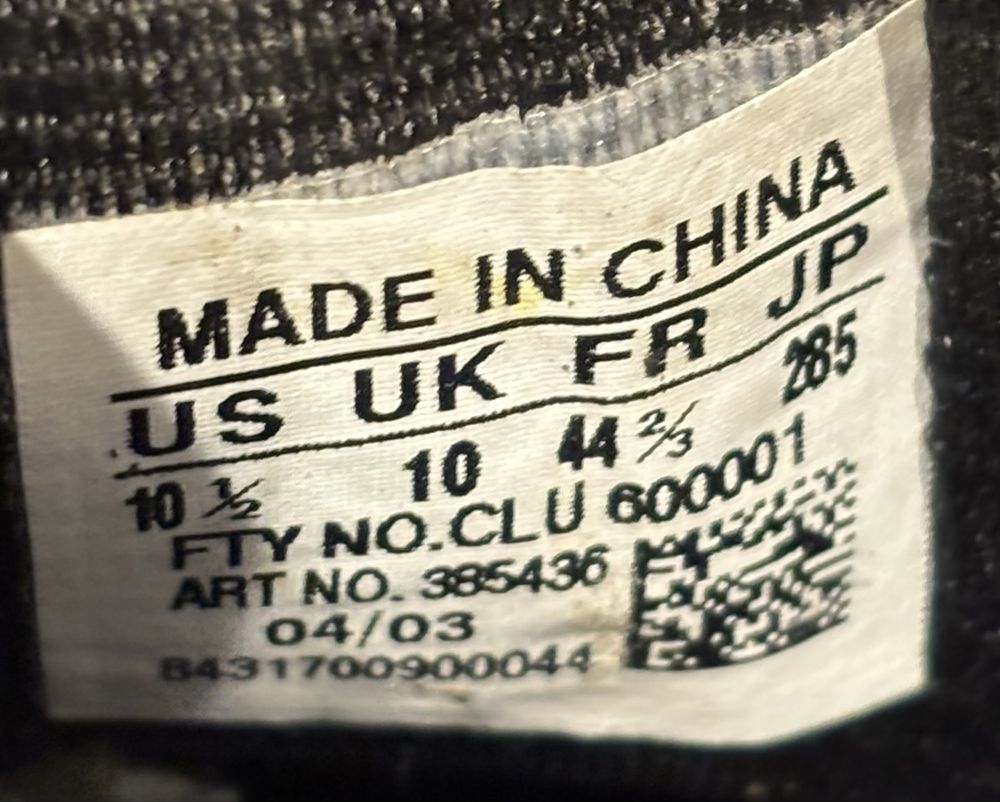 MADE IN CHINA
US UK FR JP
10 ½ 10 44 ⅔ 285
FTY NO.CLU 600001
ART NO. 385436
04/03
8431700900044